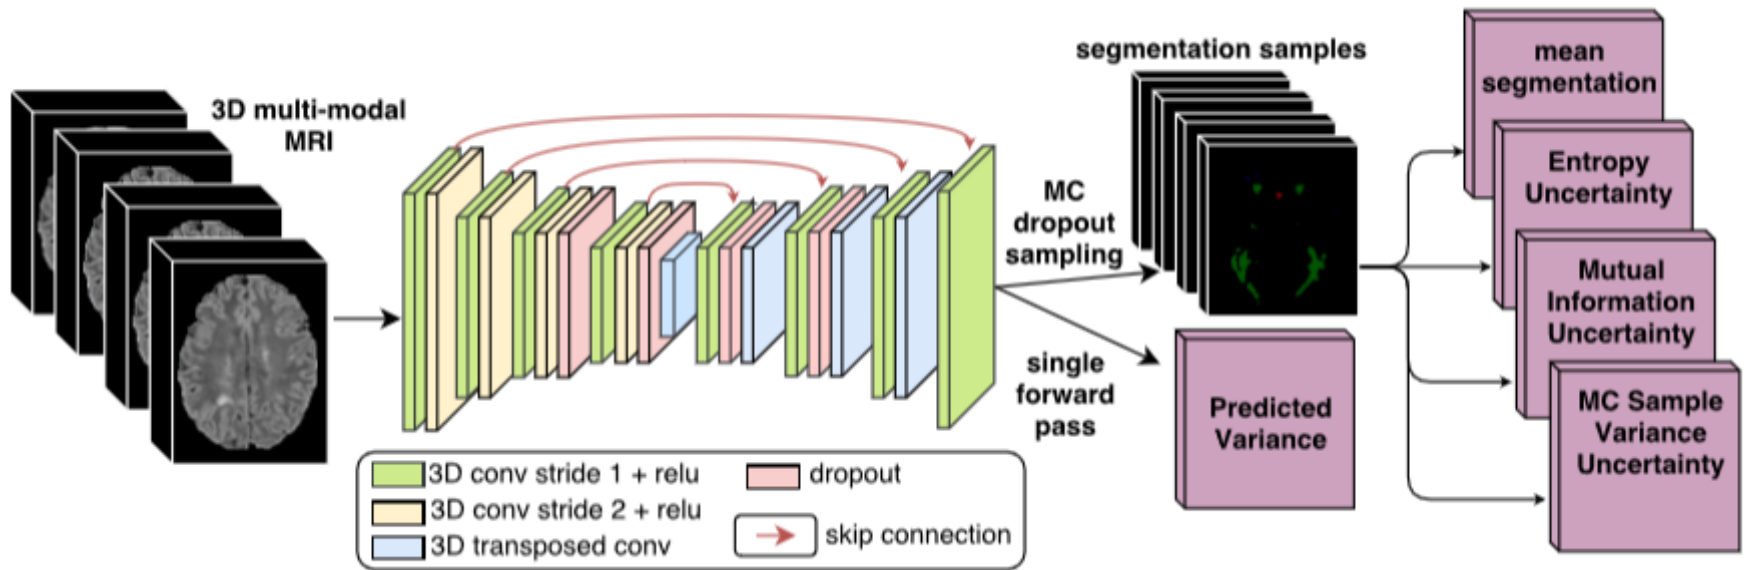 3D multi-modal
MRI
MC
dropout
sampling
single
forward
pass
segmentation samples
Predicted
Variance
mean
segmentation
Entropy
Uncertainty
Mutual
Information
Uncertainty
MC Sample
Variance
Uncertainty
3D conv stride 1 + relu
3D conv stride 2 + relu
3D transposed conv
dropout
skip connection